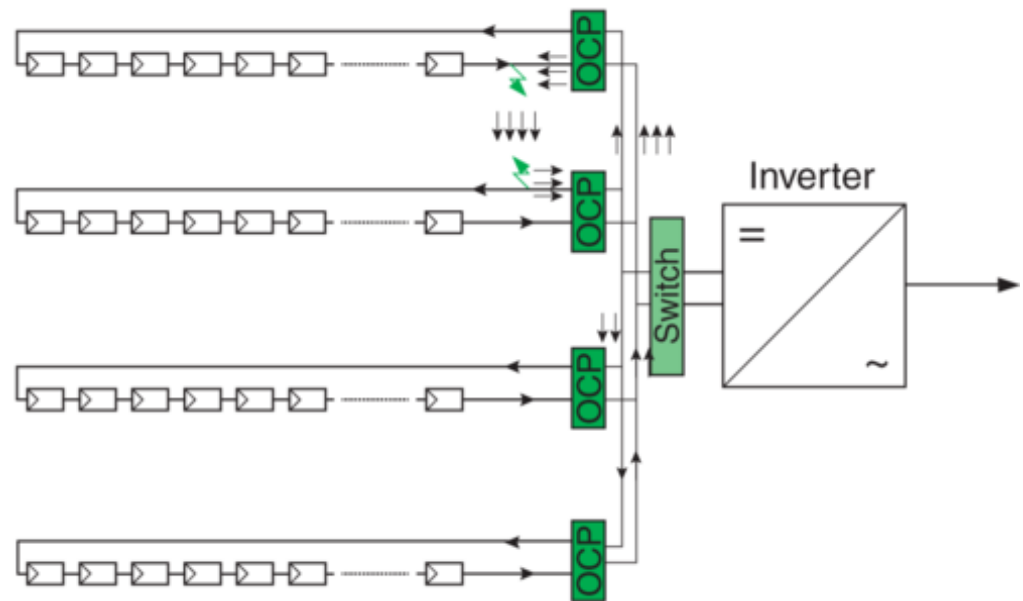 OCP
OCP
Inverter
=
Switch
~
OCP
OCP